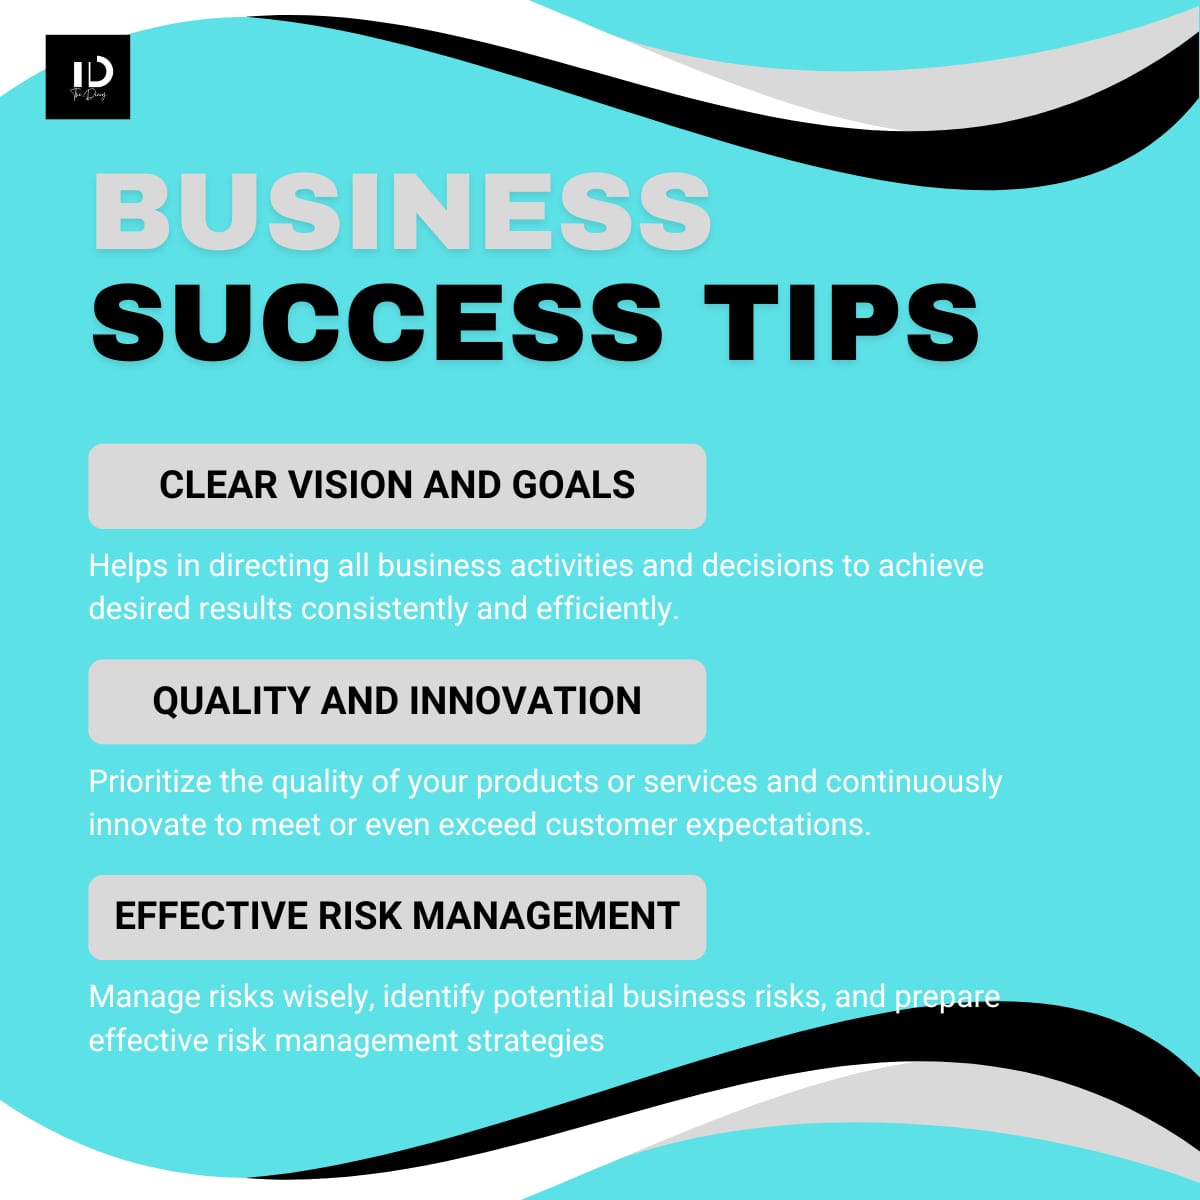 ID
BUSINESS
SUCCESS TIPS
CLEAR VISION AND GOALS
Helps in directing all business activities and decisions to achieve
desired results consistently and efficiently.
QUALITY AND INNOVATION
Prioritize the quality of your products or services and continuously
innovate to meet or even exceed customer expectations.
EFFECTIVE RISK MANAGEMENT
Manage risks wisely, identify potential business risks, and prepare
effective risk management strategies